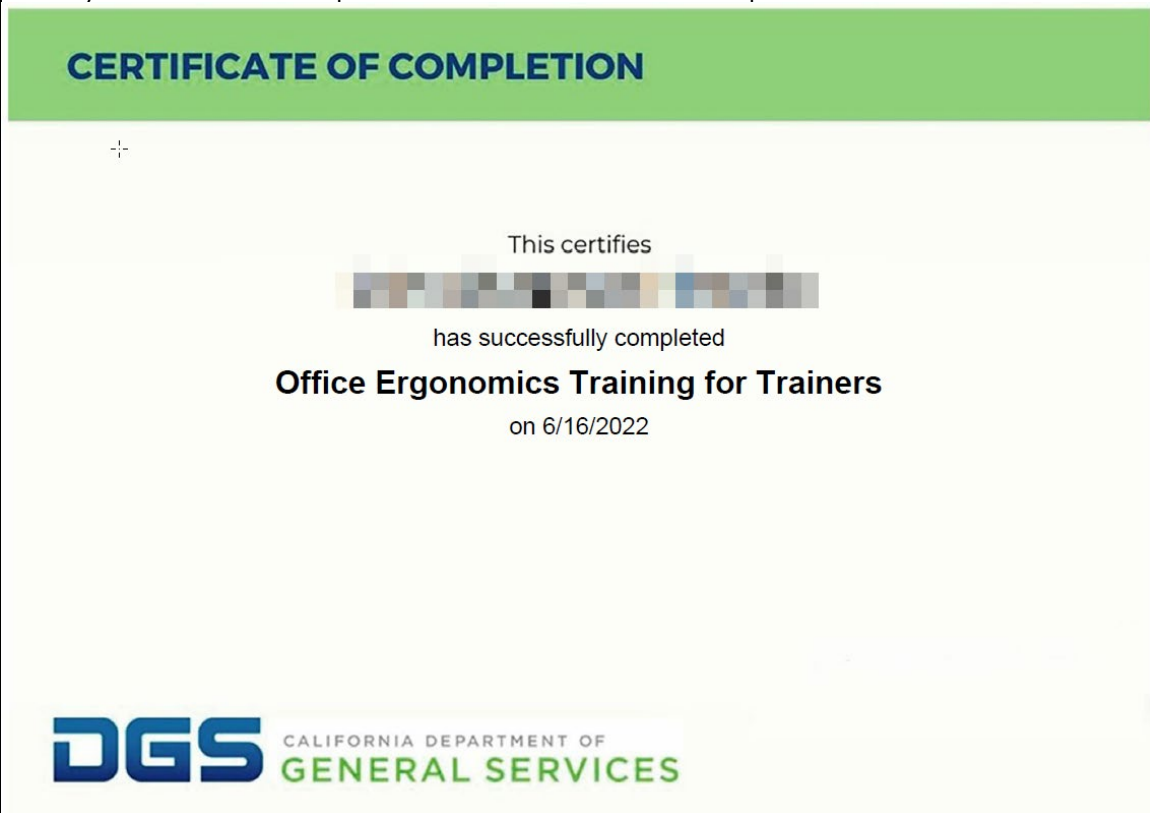 CERTIFICATE OF COMPLETION
This certifies
has successfully completed
Office Ergonomics Training for Trainers
on 6/16/2022
DGS
CALIFORNIA DEPARTMENT OF
GENERAL SERVICES